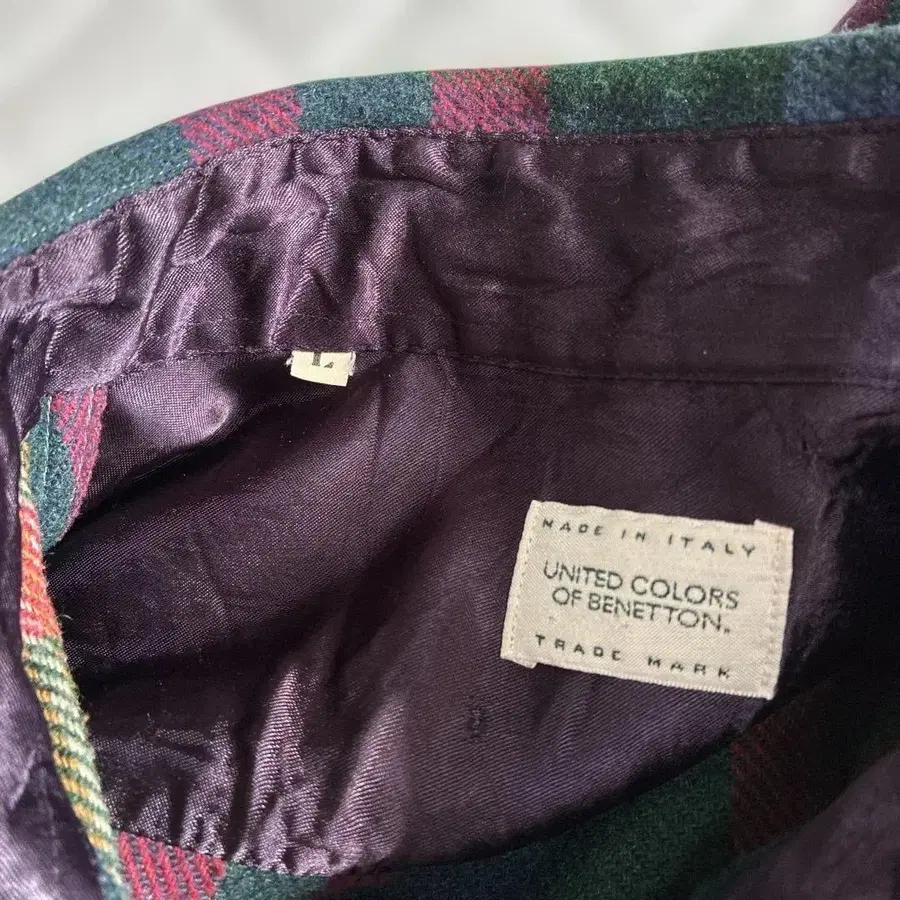 L
MADE IN ITALY
UNITED COLORS
OF BENETTON.
TRADE MARK